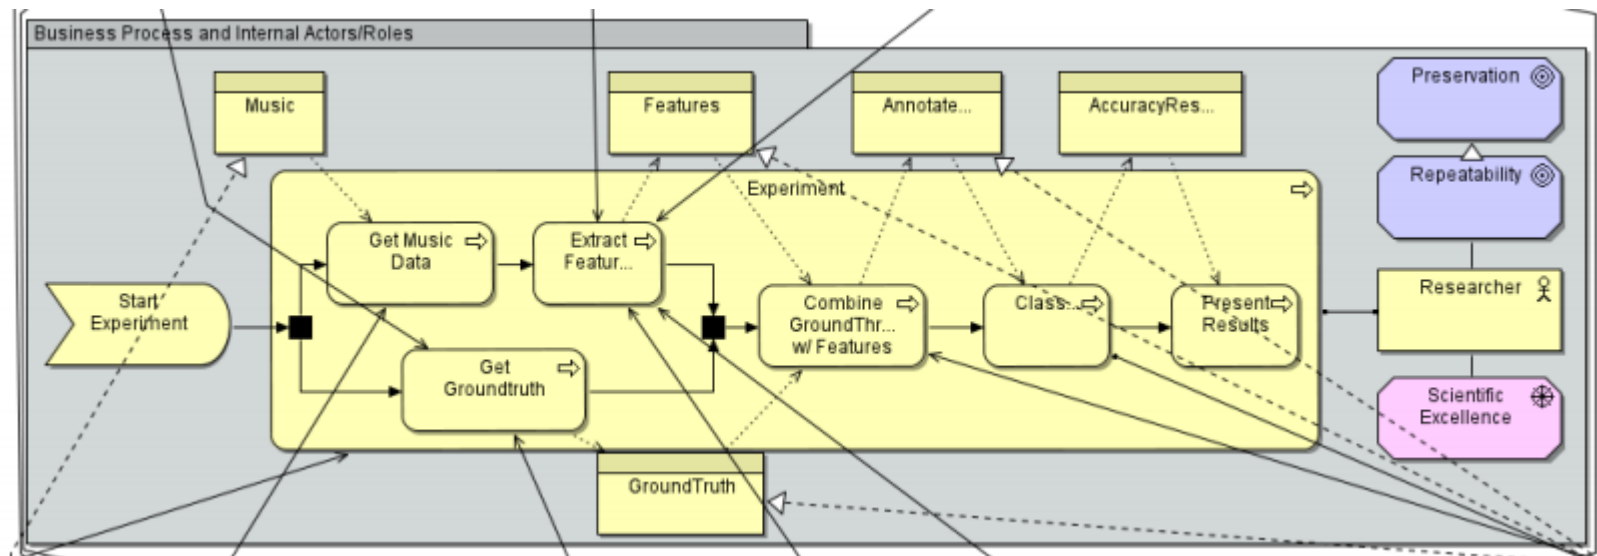 Business Process and Internal Actors/Roles
Music
Features
Annotate...
AccuracyRes...
Preservation
Experiment
Repeatability
Get Music
Data
Extract
Featur...
Start
Experiment
Combine
GroundThr...
w/ Features
Class...
Present
Results
Researcher
Get
Groundtruth
Scientific
Excellence
GroundTruth